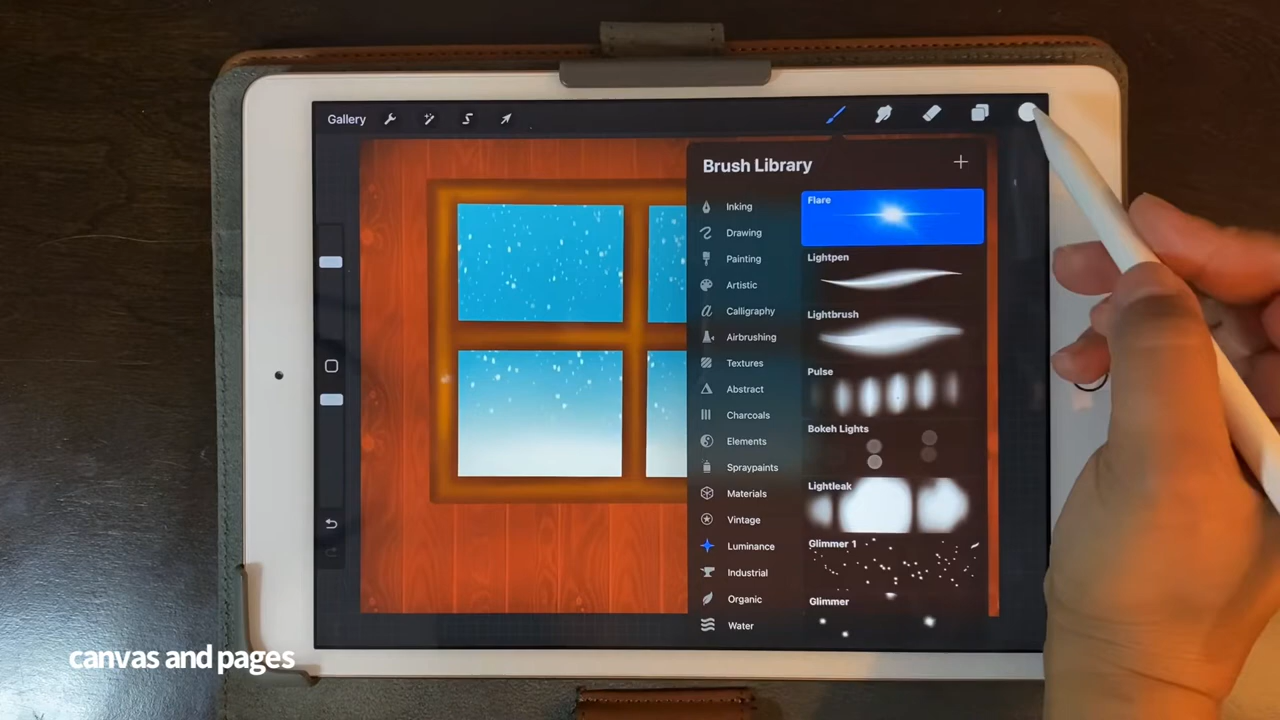 Gallery
Brush Library
Inking
Drawing
Painting
Artistic
Calligraphy
Airbrushing
Textures
Abstract
Charcoals
Elements
Spraypaints
Materials
Vintage
Luminance
Industrial
Organic
Water
Flare
Lightpen
Lightbrush
Pulse
Bokeh Lights
Lightleak
Glimmer 1
Glimmer
canvas and pages